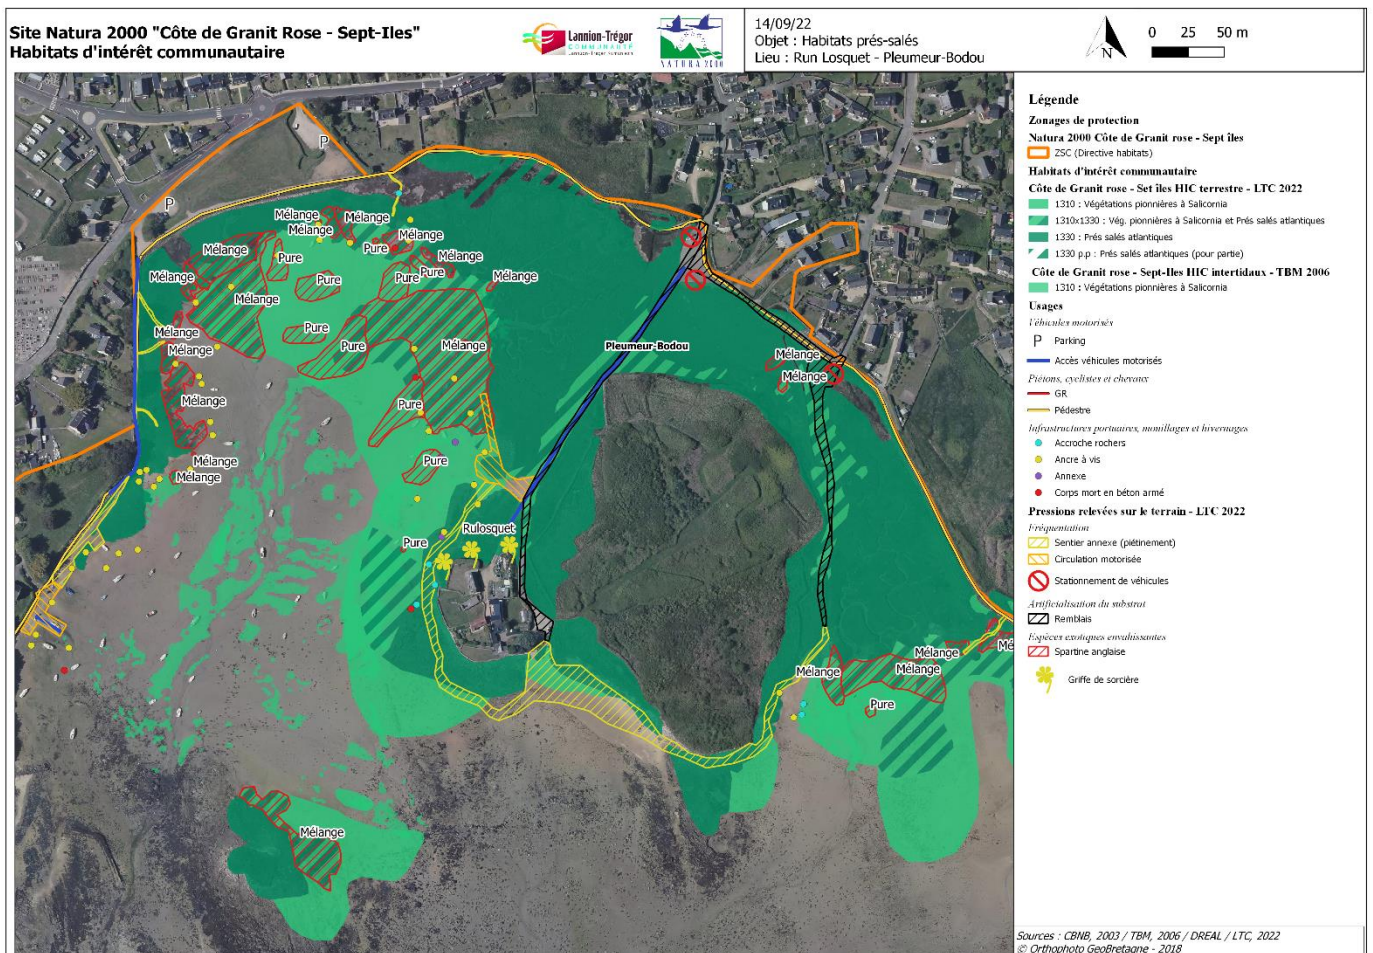 Site Natura 2000 "Côte de Granit Rose - Sept-Iles"
Habitats d'intérêt communautaire
Lannion-Trégor
COMMUNAUTÉ
NATURA 2000
14/09/22
Objet : Habitats prés-salés
Lieu : Run Losquet - Pleumeur-Bodou
N
0 25 50 m
P
P
Mélange
Mélange
Mélange
Mélange
Mélange
Pure
Pure
Mélange
Mélange
Pure
Pure
Pure
Mélange
Mélange
Mélange
Pure
Pure
Mélange
Mélange
Pleumeur-Bodou
Mélange
Mélange
Mélange
Pure
Pure
Mélange
Mélange
Rulosquet
Pure
Mélange
Mélange
Mélange
Mé
Pure
Mélange
Légende
Zonages de protection
Natura 2000 Côte de Granit rose - Sept îles
ZSC (Directive habitats)
Habitats d'intérêt communautaire
Côte de Granit rose - Set îles HIC terrestre - LTC 2022
1310 : Végétations pionnières à Salicornia
1310x1330 : Vég. pionnières à Salicornia et Prés salés atlantiques
1330 : Prés salés atlantiques
1330 p.p : Prés salés atlantiques (pour partie)
Côte de Granit rose - Sept-Iles HIC intertidaux - TBM 2006
1310 : Végétations pionnières à Salicornia
Usages
Véhicules motorisés
P Parking
Accès véhicules motorisés
Piétons, cyclistes et chevaux
GR
Pédestre
Infrastructures portuaires, mouillages et hivernages
Accroche rochers
Ancre à vis
Annexe
Corps mort en béton armé
Pressions relevées sur le terrain - LTC 2022
Fréquentation
Sentier annexe (piétinement)
Circulation motorisée
Stationnement de véhicules
Artificialisation du substrat
Remblais
Espèces exotiques envahissantes
Spartine anglaise
Griffe de sorcière
Sources : CBNB, 2003 / TBM, 2006 / DREAL / LTC, 2022
© Orthophoto GeoBretagne - 2018